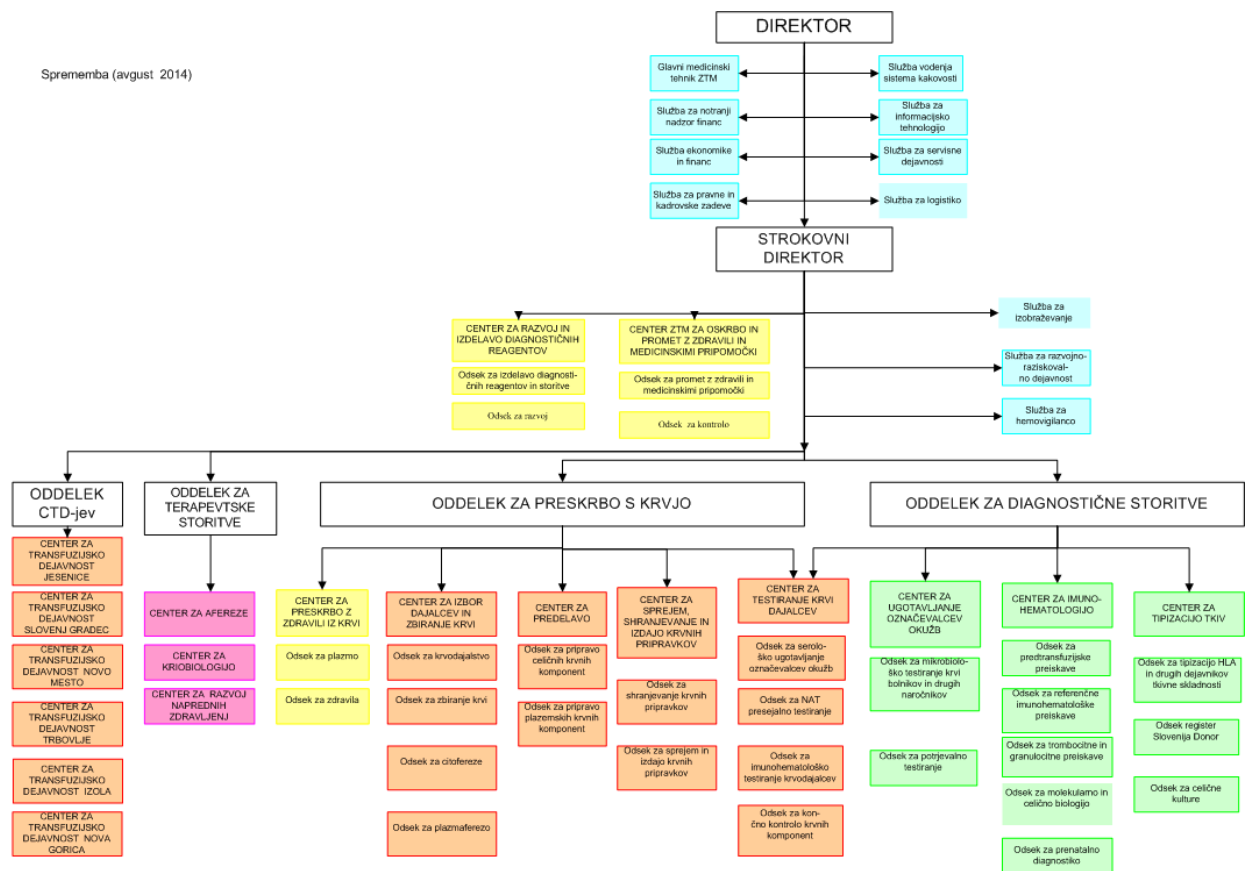 DIREKTOR
Sprememba (avgust 2014)
Glavni medicinski
tehnik ZTM
Služba vodenja
sistema kakovosti
Služba za notranji
nadzor financ
Služba za
informacijsko
tehnologijo
Služba ekonomike
in financ
Služba za servisne
dejavnosti
Služba za pravne in
kadrovske zadeve
Služba za logistiko
STROKOVNI
DIREKTOR
CENTER ZA RAZVOJ IN
IZDELAVO DIAGNOSTIČNIH
REAGENTOV
Odsek za izdelavo diagnosti-
čnih reagentov in storitve
Odsek za razvoj
CENTER ZTM ZA OSKRBO IN
PROMET Z ZDRAVILI IN
MEDICINSKIMI PRIPOMOČKI
Odsek za promet z zdravili in
medicinskimi pripomočki
Odsek za kontrolo
Služba za
izobraževanje
Služba za razvojno-
raziskoval-
no dejavnost
Služba za
hemovigilanco
ODDELEK
CTD-jev
CENTER ZA
TRANSFUZIJSKO
DEJAVNOST
JESENICE
CENTER ZA
TRANSFUZIJSKO
DEJAVNOST
SLOVENJ GRADEC
CENTER ZA
TRANSFUZIJSKO
DEJAVNOST NOVO
MESTO
CENTER ZA
TRANSFUZIJSKO
DEJAVNOST
TRBOVLJE
CENTER ZA
TRANSFUZIJSKO
DEJAVNOST IZOLA
CENTER ZA
TRANSFUZIJSKO
DEJAVNOST NOVA
GORICA
ODDELEK ZA
TERAPEVTSKE
STORITVE
CENTER ZA AFEREZE
CENTER ZA
KRIOBIOLOGIJO
CENTER ZA RAZVOJ
NAPREDNIH
ZDRAVLJENJ
ODDELEK ZA PRESKRBO S KRVJO
CENTER ZA
PRESKRBO Z
ZDRAVILI IZ KRVI
Odsek za plazmo
Odsek za zdravila
CENTER ZA IZBOR
DAJALCEV IN
ZBIRANJE KRVI
Odsek za krvodajalstvo
Odsek za zbiranje krvi
Odsek za citofereze
Odsek za plazmaferezo
CENTER ZA
PREDELAVO
Odsek za pripravo
celičnih krvnih
komponent
Odsek za pripravo
plazemskih krvnih
komponent
CENTER ZA
SPREJEM,
SHRANJEVANJE IN
IZDAJO KRVNIH
PRIPRAVKOV
Odsek za
shranjevanje krvnih
pripravkov
Odsek za sprejem in
izdajo krvnih
pripravkov
CENTER ZA
TESTIRANJE KRVI
DAJALCEV
Odsek za serolo-
ško ugotavljanje
označevalcev okužb
Odsek za NAT
presejalno testiranje
Odsek za
imunohematološko
testiranje krvodajalcev
Odsek za kon-
čno kontrolo krvnih
komponent
ODDELEK ZA DIAGNOSTIČNE STORITVE
CENTER ZA
UGOTAVLJANJE
OZNAČEVALCEV
OKUŽB
Odsek za mikrobiolo-
ško testiranje krvi
bolnikov in drugih
naročnikov
Odsek za potrjevalno
testiranje
CENTER ZA IMUNO-
HEMATOLOGIJO
Odsek za
predtransfuzijske
preiskave
Odsek za referenčne
imunohematološke
preiskave
Odsek za trombocitne in
granulocitne preiskave
Odsek za molekularno in
celično biologijo
Odsek za prenatalno
diagnostiko
CENTER ZA
TIPIZACIJO TKIV
Odsek za tipizacijo HLA
in drugih dejavnikov
tkivne skladnosti
Odsek register
Slovenija Donor
Odsek za celične
kulture